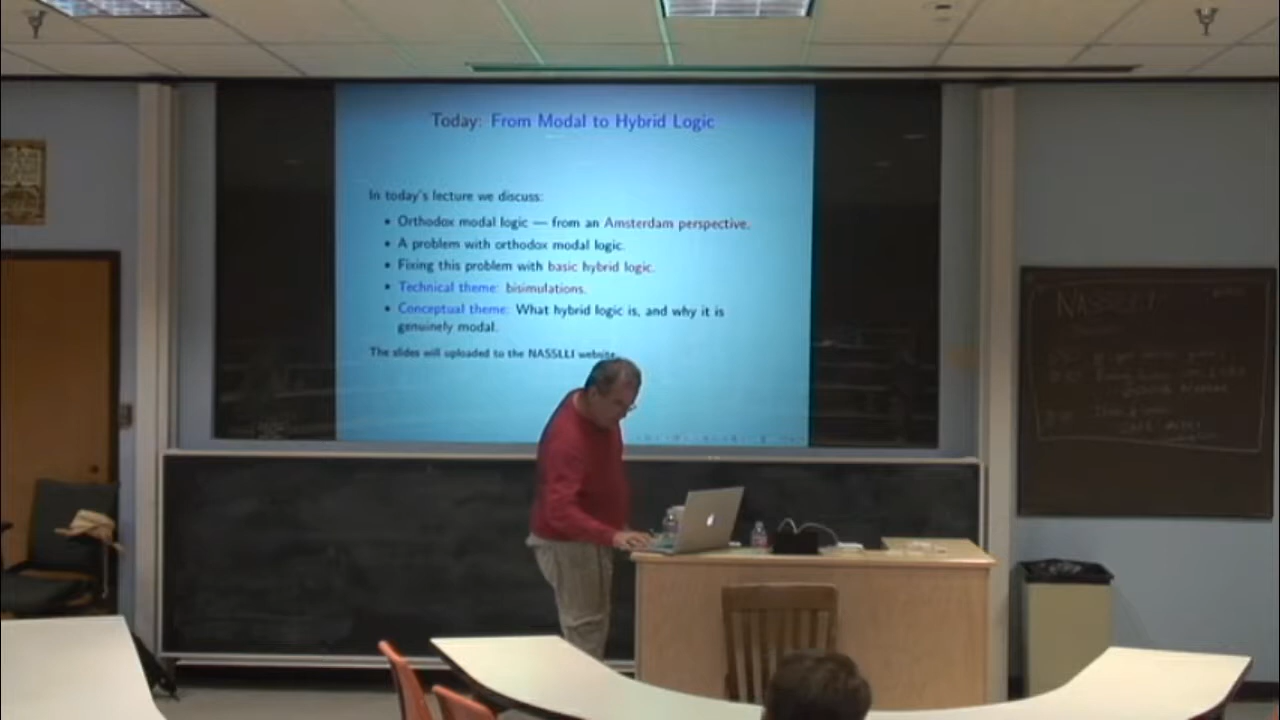 Today: From Modal to Hybrid Logic
In today's lecture we discuss:
• Orthodox modal logic — from an Amsterdam perspective.
• A problem with orthodox modal logic.
• Fixing this problem with basic hybrid logic.
• Technical theme: bisimulations.
• Conceptual theme: What hybrid logic is, and why it is
genuinely modal.
The slides will uploaded to the NASSLLI website.
NASSLLI